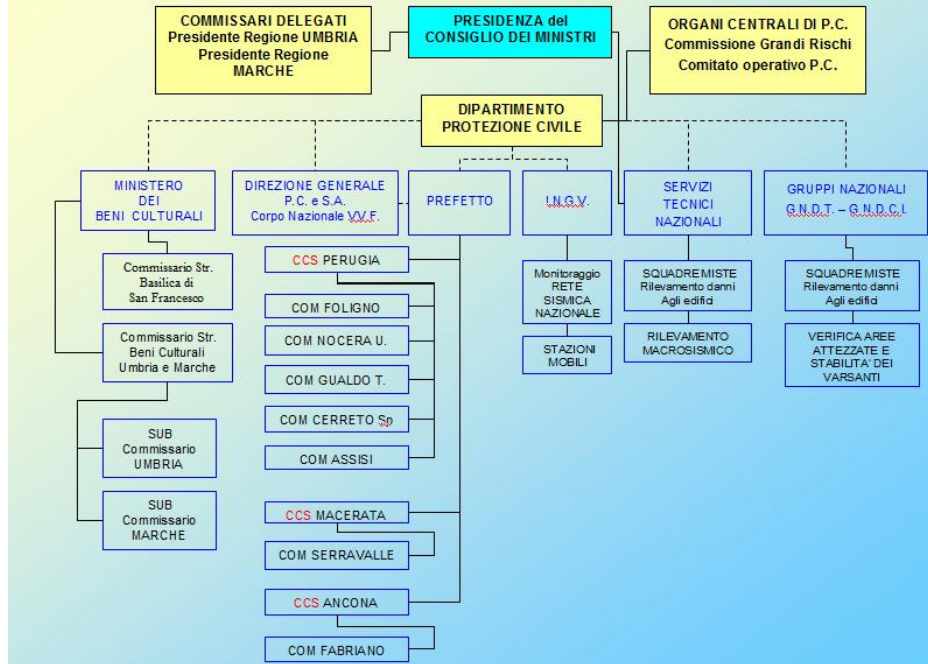 COMMISSARI DELEGATI
Presidente Regione UMBRIA
Presidente Regione
MARCHE
PRESIDENZA del
CONSIGLIO DEI MINISTRI
ORGANI CENTRALI DI P.C.
Commissione Grandi Rischi
Comitato operativo P.C.
DIPARTIMENTO
PROTEZIONE CIVILE
MINISTERO
DEI
BENI CULTURALI
DIREZIONE GENERALE
P.C. e S.A.
Corpo Nazionale V.V.F.
PREFETTO
I.N.G.V.
SERVIZI
TECNICI
NAZIONALI
GRUPPI NAZIONALI
G.N.D.T. – G.N.D.C.I.
Commissario Str.
Basilica di
San Francesco
Commissario Str.
Beni Culturali
Umbria e Marche
SUB
Commissario
UMBRIA
SUB
Commissario
MARCHE
CCS PERUGIA
COM FOLIGNO
COM NOCERA U.
COM GUALDO T.
COM CERRETO Sp
COM ASSISI
CCS MACERATA
COM SERRAVALLE
CCS ANCONA
COM FABRIANO
Monitoraggio
RETE
SISMICA
NAZIONALE
STAZIONI
MOBILI
SQUADRE MISTE
Rilevamento danni
Agli edifici
RILEVAMENTO
MACROSISMICO
SQUADRE MISTE
Rilevamento danni
Agli edifici
VERIFICA AREE
ATTEZZATE E
STABILITA' DEI
VARSANTI